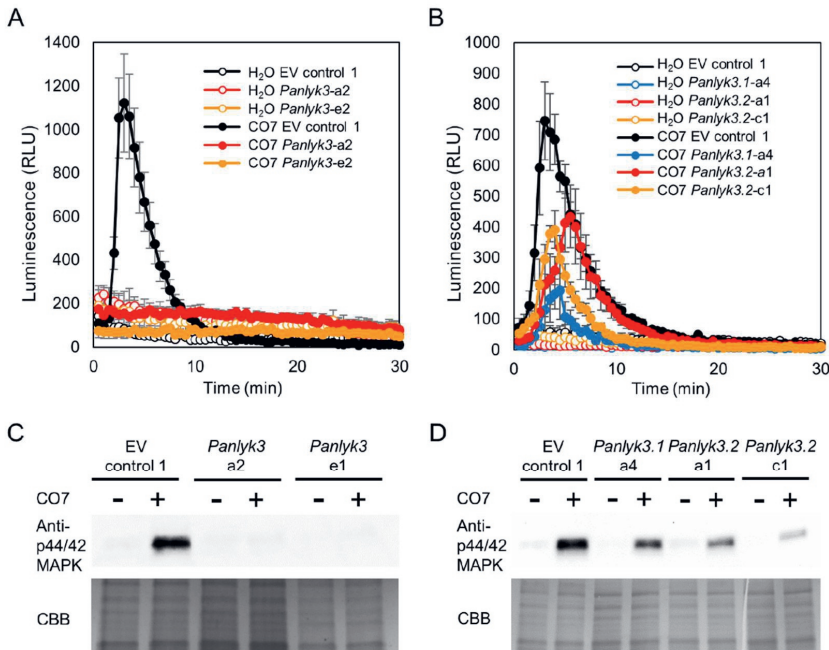 A
Luminescence (RLU)
1400
1200
1000
800
600
400
200
0
0
10
20
30
Time (min)
H₂O EV control 1
H₂O Panlyk3-a2
H₂O Panlyk3-e2
CO7 EV control 1
CO7 Panlyk3-a2
CO7 Panlyk3-e2
B
Luminescence (RLU)
1000
900
800
700
600
500
400
300
200
100
0
0
10
20
30
Time (min)
H₂O EV control 1
H₂O Panlyk3.1-a4
H₂O Panlyk3.2-a1
H₂O Panlyk3.2-c1
CO7 EV control 1
CO7 Panlyk3.1-a4
CO7 Panlyk3.2-a1
CO7 Panlyk3.2-c1
C
EV Panlyk3 Panlyk3
control 1 a2 e1
CO7 - + - + - +
Anti-
p44/42
MAPK
CBB
D
EV Panlyk3.1 Panlyk3.2 Panlyk3.2
control 1 a4 a1 c1
CO7 - + - + - + - +
Anti-
p44/42
MAPK
CBB